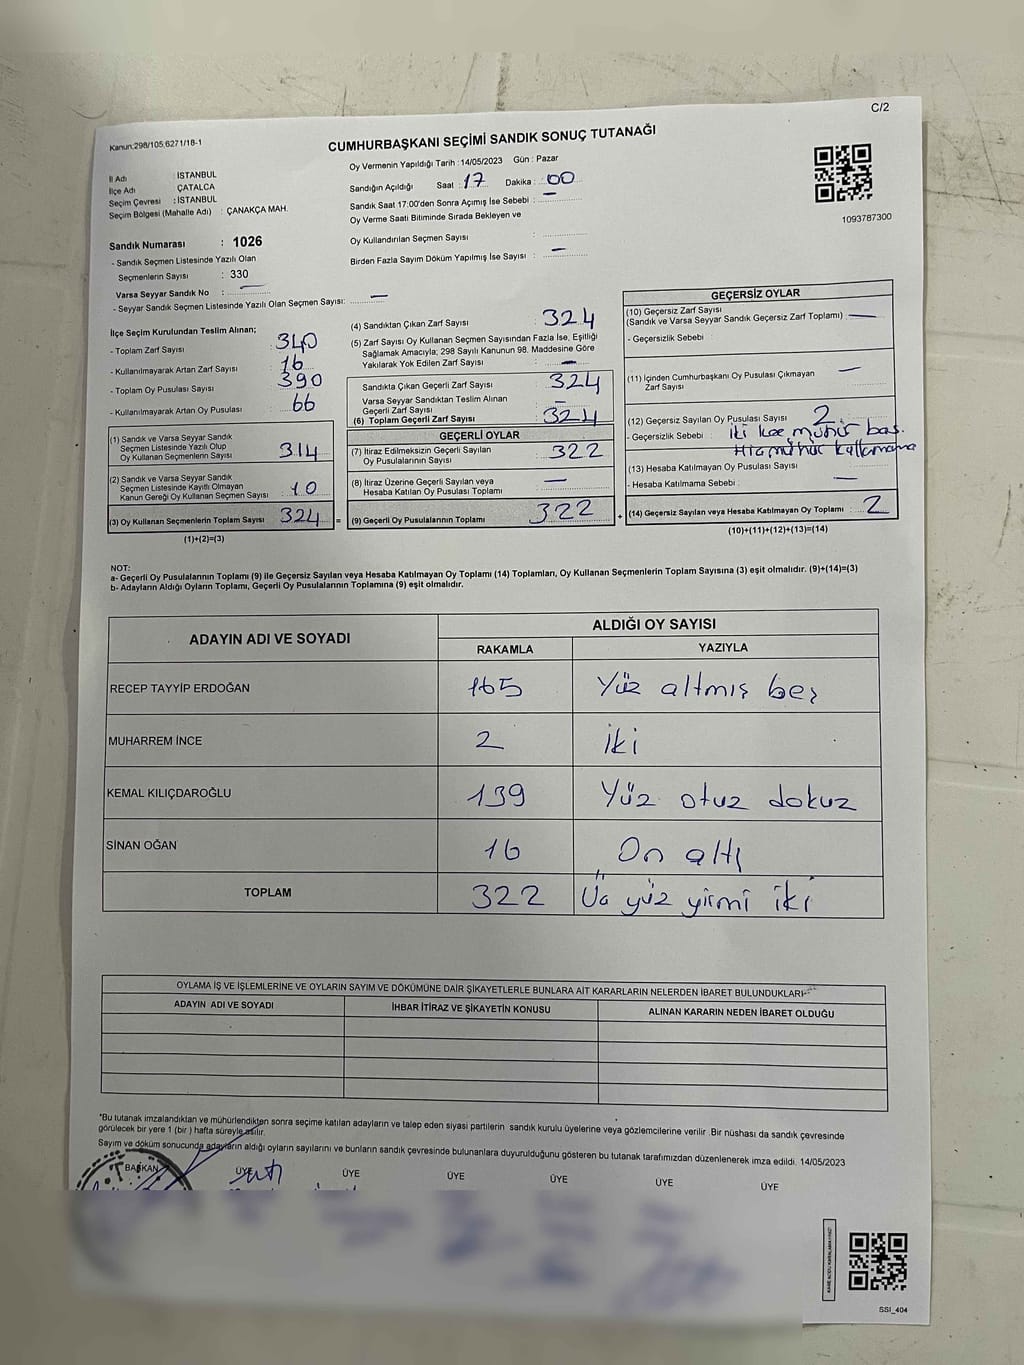 C/2
Kanun:298/105;6271/18-1
CUMHURBAŞKANI SEÇİMİ SANDIK SONUÇ TUTANAĞI
İl Adı : İSTANBUL
İlçe Adı ÇATALCA
Seçim Çevresi : İSTANBUL
Seçim Bölgesi (Mahalle Adı) : ÇANAKÇA MAH.
Oy Vermenin Yapıldığı Tarih :14/05/2023 Gün : Pazar
Sandığın Açıldığı Saat : 17 Dakika : 00
Sandık Saat 17:00'den Sonra Açımış İse Sebebi : —
Oy Verme Saati Bitiminde Sırada Bekleyen ve
Oy Kullandırılan Seçmen Sayısı :
Birden Fazla Sayım Döküm Yapılmış İse Sayısı : —
1093787300
Sandık Numarası : 1026
- Sandık Seçmen Listesinde Yazılı Olan
Seçmenlerin Sayısı : 330
Varsa Seyyar Sandık No : —
- Seyyar Sandık Seçmen Listesinde Yazılı Olan Seçmen Sayısı: —
İlçe Seçim Kurulundan Teslim Alınan;
- Toplam Zarf Sayısı : 340
- Kullanılmayarak Artan Zarf Sayısı : 16
- Toplam Oy Pusulası Sayısı : 390
- Kullanılmayarak Artan Oy Pusulası : 66
(1) Sandık ve Varsa Seyyar Sandık
Seçmen Listesinde Yazılı Olup
Oy Kullanan Seçmenlerin Sayısı : 314
(2) Sandık ve Varsa Seyyar Sandık
Seçmen Listesinde Kayıtlı Olmayan
Kanun Gereği Oy Kullanan Seçmen Sayısı : 10
(3) Oy Kullanan Seçmenlerin Toplam Sayısı : 324 =
(1)+(2)=(3)
(4) Sandıktan Çıkan Zarf Sayısı : 324
(5) Zarf Sayısı Oy Kullanan Seçmen Sayısından Fazla İse, Eşitliği
Sağlamak Amacıyla; 298 Sayılı Kanunun 98. Maddesine Göre
Yakılarak Yok Edilen Zarf Sayısı : —
Sandıkta Çıkan Geçerli Zarf Sayısı : 324
Varsa Seyyar Sandıktan Teslim Alınan
Geçerli Zarf Sayısı : —
(6) Toplam Geçerli Zarf Sayısı : 324
GEÇERLİ OYLAR
(7) İtiraz Edilmeksizin Geçerli Sayılan
Oy Pusulalarının Sayısı : 322
(8) İtiraz Üzerine Geçerli Sayılan veya
Hesaba Katılan Oy Pusulası Toplamı : —
(9) Geçerli Oy Pusulalarının Toplamı : 322 +
GEÇERSİZ OYLAR
(10) Geçersiz Zarf Sayısı
(Sandık ve Varsa Seyyar Sandık Geçersiz Zarf Toplamı) : —
- Geçersizlik Sebebi :
(11) İçinden Cumhurbaşkanı Oy Pusulası Çıkmayan
Zarf Sayısı : —
(12) Geçersiz Sayılan Oy Pusulası Sayısı : 2
- Geçersizlik Sebebi : iki kez mühür bas.
Hiç mühür kullanmama
(13) Hesaba Katılmayan Oy Pusulası Sayısı : —
- Hesaba Katılmama Sebebi :
(14) Geçersiz Sayılan veya Hesaba Katılmayan Oy Toplamı : 2
(10)+(11)+(12)+(13)=(14)
NOT:
a- Geçerli Oy Pusulalarının Toplamı (9) ile Geçersiz Sayılan veya Hesaba Katılmayan Oy Toplamı (14) Toplamları, Oy Kullanan Seçmenlerin Toplam Sayısına (3) eşit olmalıdır. (9)+(14)=(3)
b- Adayların Aldığı Oyların Toplamı, Geçerli Oy Pusulalarının Toplamına (9) eşit olmalıdır.
ADAYIN ADI VE SOYADI ALDIĞI OY SAYISI
RAKAMLA YAZIYLA
RECEP TAYYİP ERDOĞAN 165 Yüz altmış beş
MUHARREM İNCE 2 iki
KEMAL KILIÇDAROĞLU 139 Yüz otuz dokuz
SİNAN OĞAN 16 On altı
TOPLAM 322 Üç yüz yirmi iki
OYLAMA İŞ VE İŞLEMLERİNE VE OYLARIN SAYIM VE DÖKÜMÜNE DAİR ŞİKAYETLERLE BUNLARA AİT KARARLARIN NELERDEN İBARET BULUNDUKLARI
ADAYIN ADI VE SOYADI İHBAR İTİRAZ VE ŞİKAYETİN KONUSU ALINAN KARARIN NEDEN İBARET OLDUĞU
*Bu tutanak imzalandıktan ve mühürlendikten sonra seçime katılan adayların ve talep eden siyasi partilerin sandık kurulu üyelerine veya gözlemcilerine verilir .Bir nüshası da sandık çevresinde
görülecek bir yere 1 (bir ) hafta süreyle asılır.
Sayım ve döküm sonucunda adayların aldığı oyların sayılarını ve bunların sandık çevresinde bulunanlara duyurulduğunu gösteren bu tutanak tarafımızdan düzenlenerek imza edildi. 14/05/2023
BAŞKAN ÜYE ÜYE ÜYE ÜYE ÜYE ÜYE
SSI_404